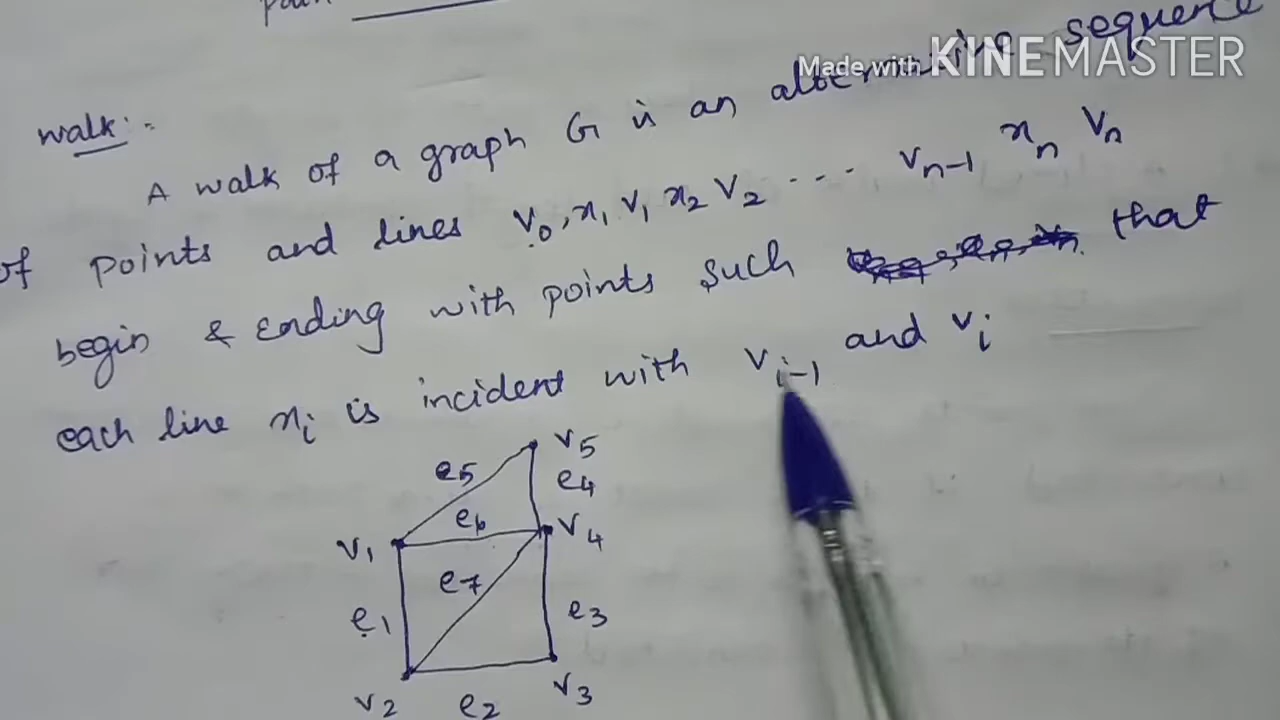 path
Made with KINEMASTER
walk:-
A walk of a graph G is an alternative sequence
of points and lines v₀, x₁ v₁ x₂ v₂ ... vₙ₋₁ xₙ vₙ
begin & Ending with points such that
each line xᵢ is incident with vᵢ₋₁ and vᵢ
v₅
e₅
e₄
e₆
v₄
v₁
e₇
e₁
e₃
v₂
e₂
v₃